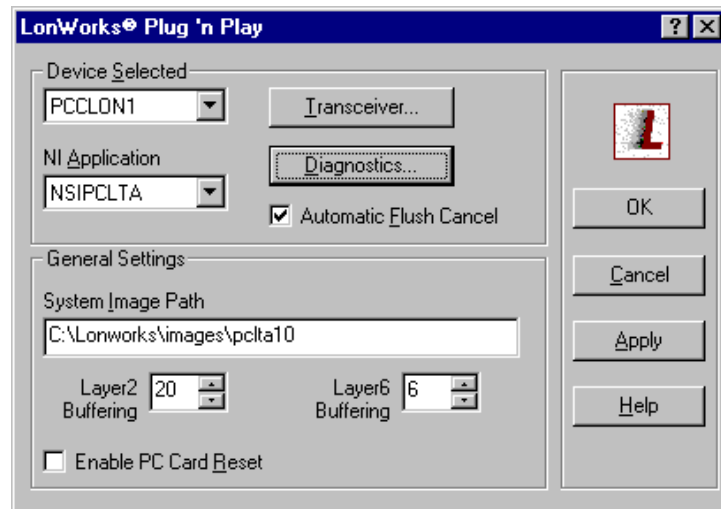 LonWorks® Plug 'n Play
Device Selected
PCCLON1
Transceiver...
NI Application
NSIPCLTA
Diagnostics...
Automatic Flush Cancel
General Settings
System Image Path
C:\Lonworks\images\pclta10
Layer2
Buffering
20
Layer6
Buffering
6
Enable PC Card Reset
L
OK
Cancel
Apply
Help